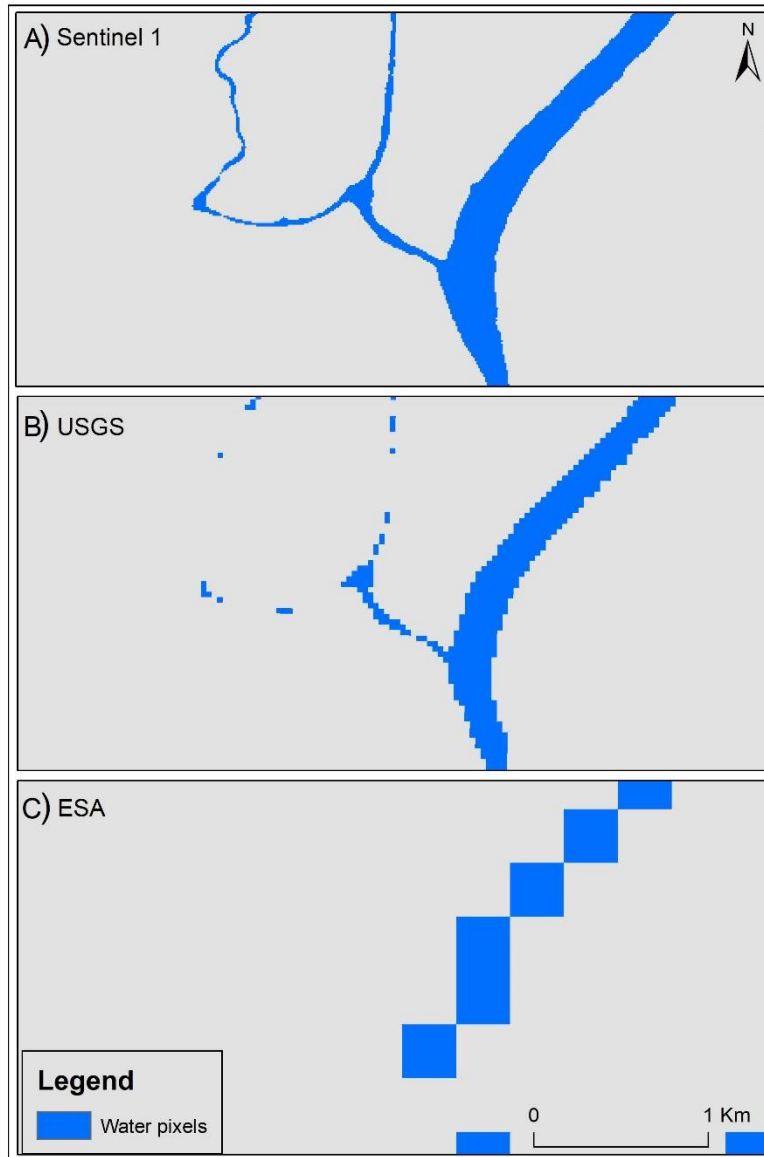 A) Sentinel 1
N
B) USGS
C) ESA
Legend
Water pixels
0 1 Km